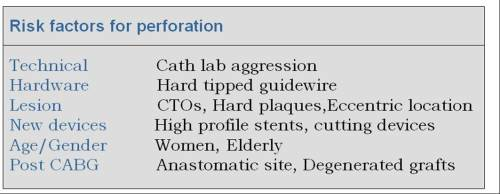 Risk factors for perforation
Technical Cath lab aggression
Hardware Hard tipped guidewire
Lesion CTOs, Hard plaques,Eccentric location
New devices High profile stents, cutting devices
Age/Gender Women, Elderly
Post CABG Anastomatic site, Degenerated grafts